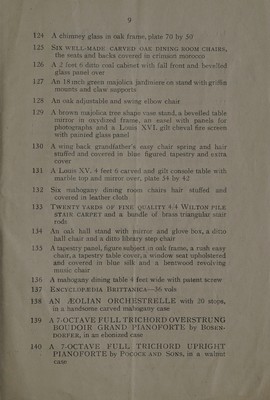 9
124 A chimney glass in oak frame, plate 70 by 50
125 SIX WELL-MADE CARVED OAK DINING ROOM CHAIRS,
the seats and backs covered in crimson morocco
126 A 2 feet 6 ditto coal cabinet with fall front and bevelled
glass panel over
127 An 18 inch green majolica jardiniere on stand with griffin
mounts and claw supports
128 An oak adjustable and swing elbow chair
129 A brown majolica urn shape vase stand, a bevelled table
mirror in oxydized frame, an easel with panels for
photographs and a Louis XVI. gilt cheval fire screen
with painted glass panel
130 A wing back grandfather's easy chair spring and hair
stuffed and covered in blue figured tapestry and extra
cover
131 A Louis XV. 4 feet 6 carved and gilt console table with
marble top and mirror over, plate 54 by 42
132 Six mahogany dining room chairs hair stuffed and
covered in leather cloth
133 TWENTY YARDS OF FINE QUALITY 4/4 WILTON PILE
STAIR CARPET and a bundle of brass triangular stair
rods
134 An oak hall stand with mirror and glove box, a ditto
hall chair and a ditto library step chair
135 A tapestry panel, figure subject in oak frame, a rush easy
chair, a tapestry table cover, a window seat upholstered
and covered in blue silk and a bentwood revolving
music chair
136 A mahogany dining table 4 feet wide with patent screw
137 ENCYCLOPÆDIA BRITTANICA—36 vols.
138 AN ÆOLIAN ORCHESTRELLE with 30 stops,
in a handsome carved mahogany case
139 A 7-OCTAVE FULL TRICHORD OVERSTRUNG
BOUDOIR GRAND PIANOFORTE by BOSEN-
DORFER, in an ebonized case
140 A 7-OCTAVE FULL TRICHORD UPRIGHT
PIANOFORTE by POCOCK AND SONS, in a walnut
case